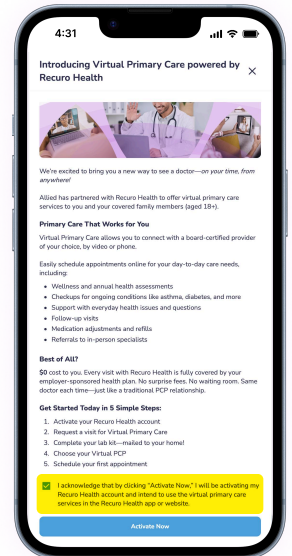 4:31
Introducing Virtual Primary Care powered by
Recuro Health
We're excited to bring you a new way to see a doctor—on your time, from
anywhere!
Allied has partnered with Recuro Health to offer virtual primary care
services to you and your covered family members (aged 18+).
Primary Care That Works for You
Virtual Primary Care allows you to connect with a board-certified provider
of your choice, by video or phone.
Easily schedule appointments online for your day-to-day care needs,
including:
• Wellness and annual health assessments
• Checkups for ongoing conditions like asthma, diabetes, and more
• Support with everyday health issues and questions
• Follow-up visits
• Medication adjustments and refills
• Referrals to in-person specialists
Best of All?
$0 cost to you. Every visit with Recuro Health is fully covered by your
employer-sponsored health plan. No surprise fees. No waiting room. Same
doctor each time—just like a traditional PCP relationship.
Get Started Today in 5 Simple Steps:
1. Activate your Recuro Health account
2. Request a visit for Virtual Primary Care
3. Complete your lab kit—mailed to your home!
4. Choose your Virtual PCP
5. Schedule your first appointment
I acknowledge that by clicking "Activate Now," I will be activating my
Recuro Health account and intend to use the virtual primary care
services in the Recuro Health app or website.
Activate Now